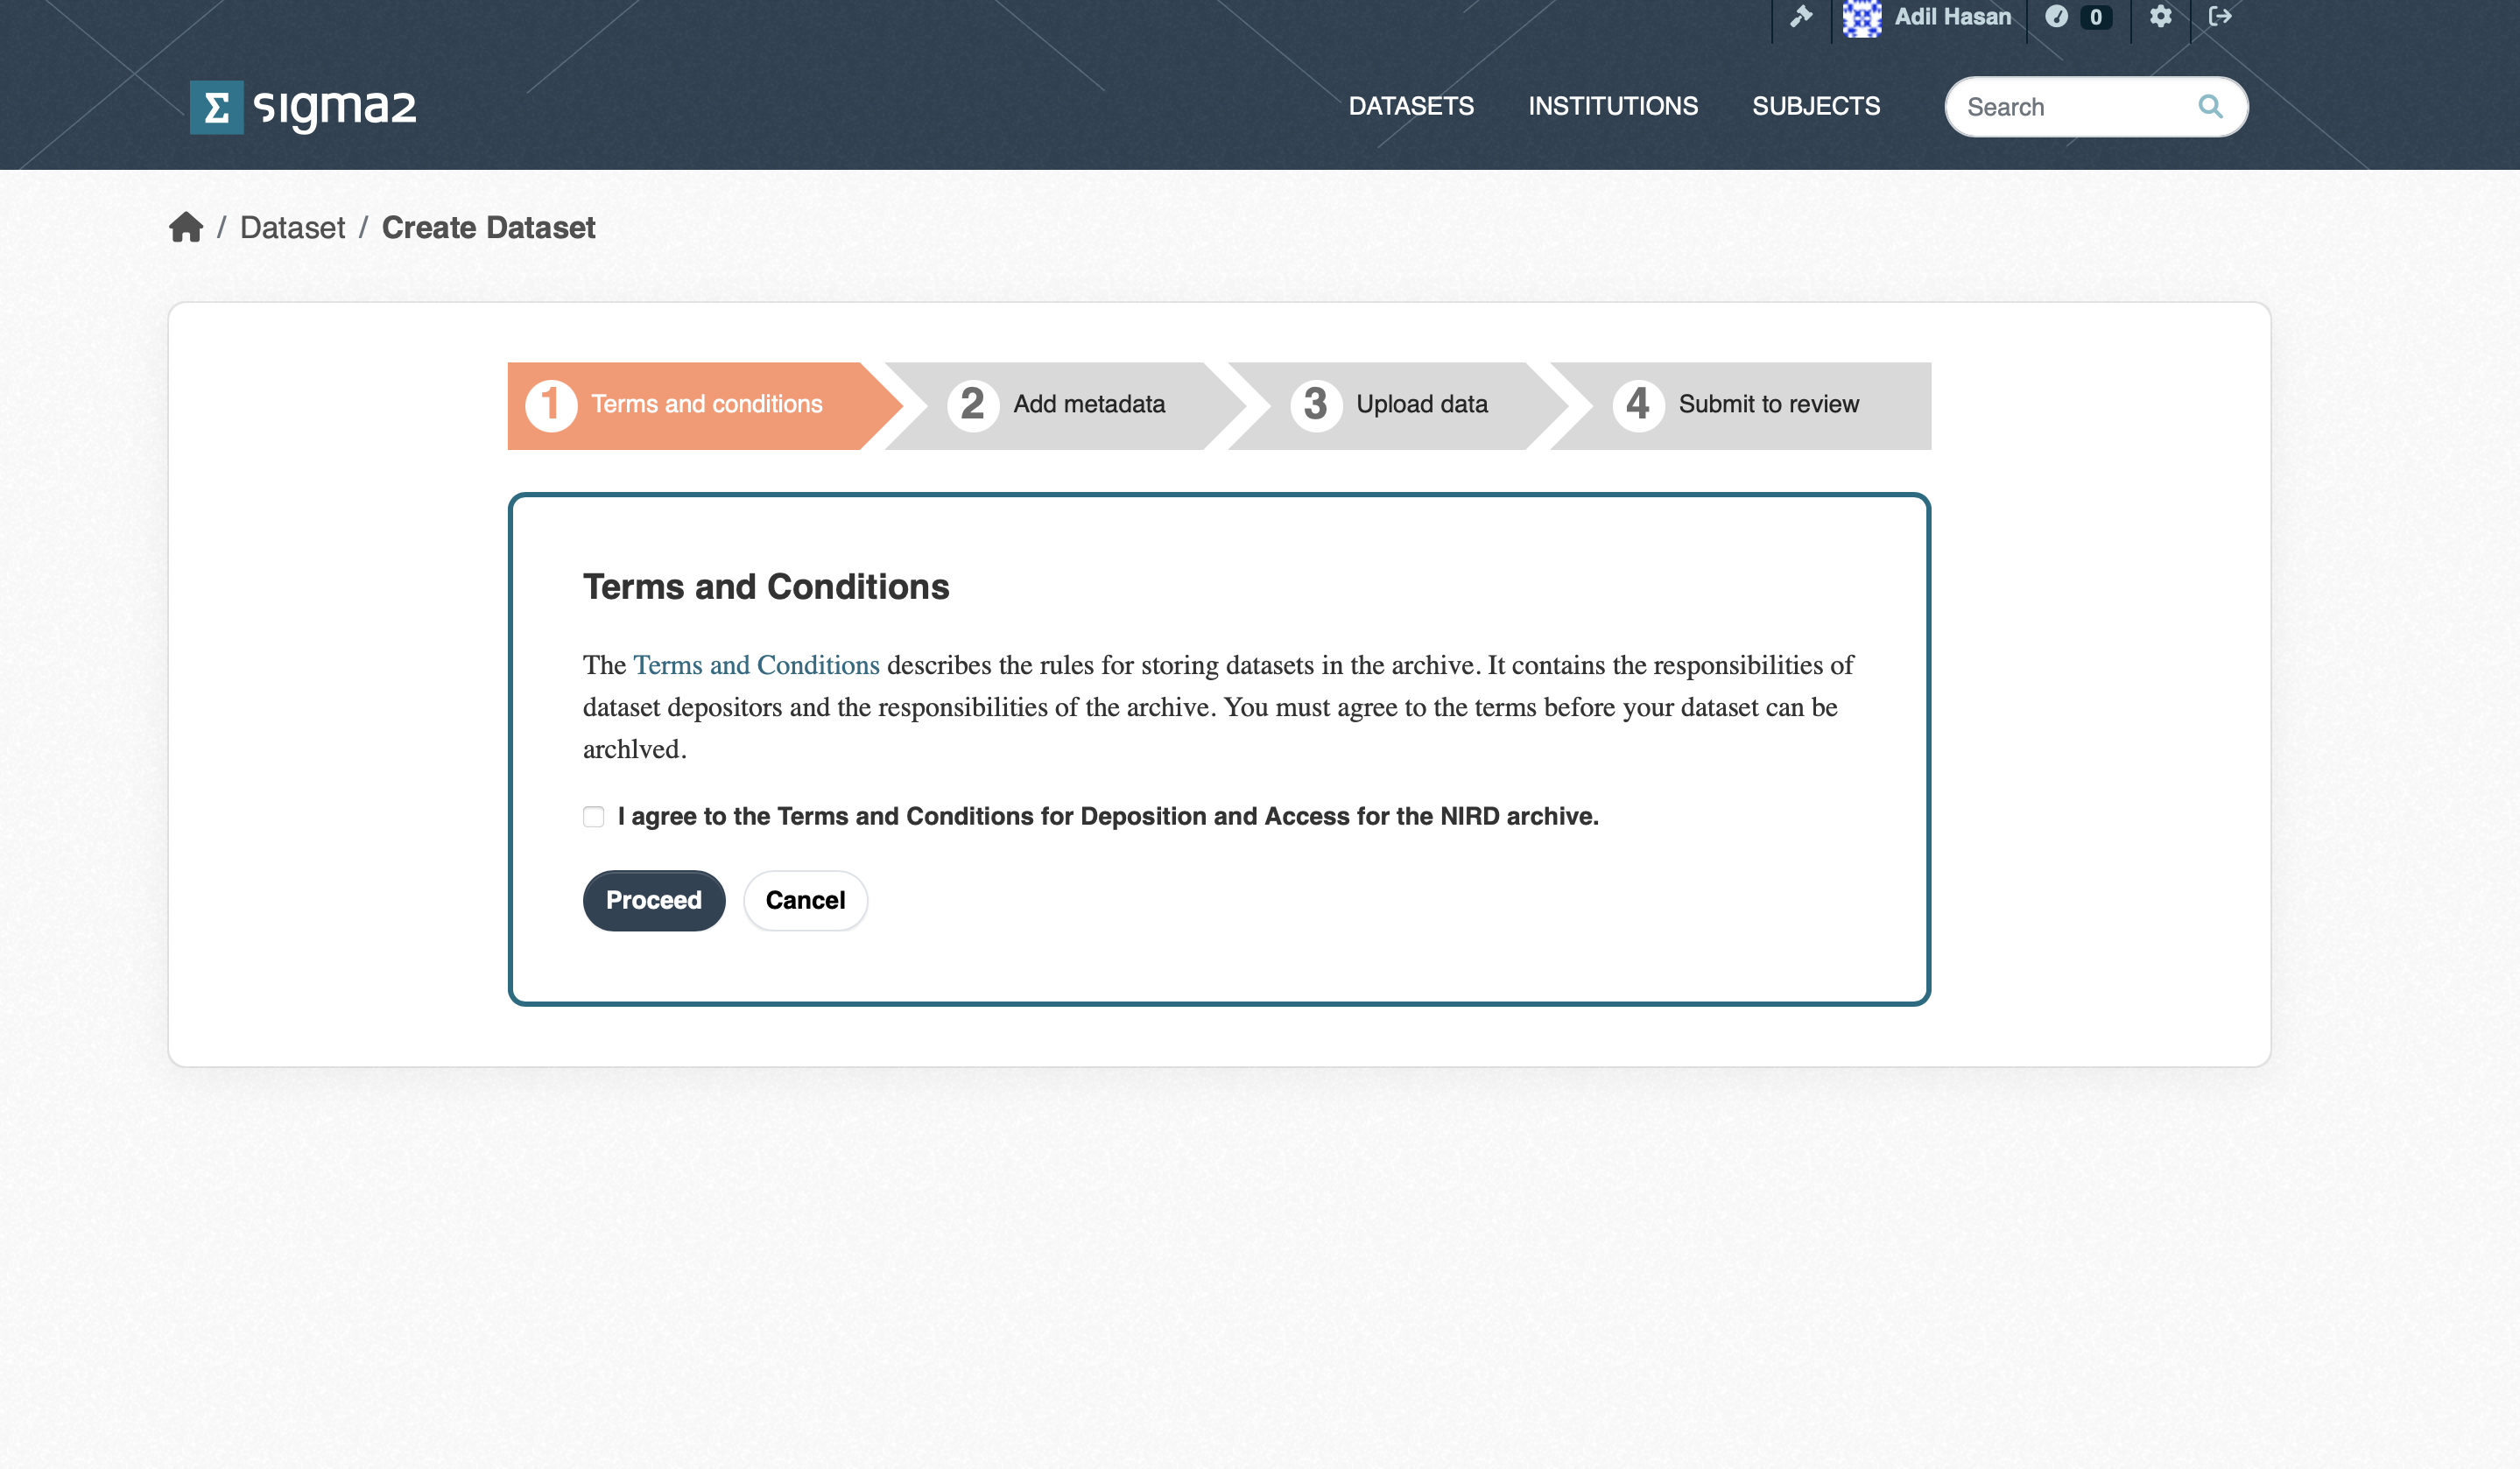 Adil Hasan 0
Σ sigma2 DATASETS INSTITUTIONS SUBJECTS Search
/ Dataset / Create Dataset
1 Terms and conditions 2 Add metadata 3 Upload data 4 Submit to review
Terms and Conditions
The Terms and Conditions describes the rules for storing datasets in the archive. It contains the responsibilities of
dataset depositors and the responsibilities of the archive. You must agree to the terms before your dataset can be
archlved.
I agree to the Terms and Conditions for Deposition and Access for the NIRD archive.
Proceed Cancel